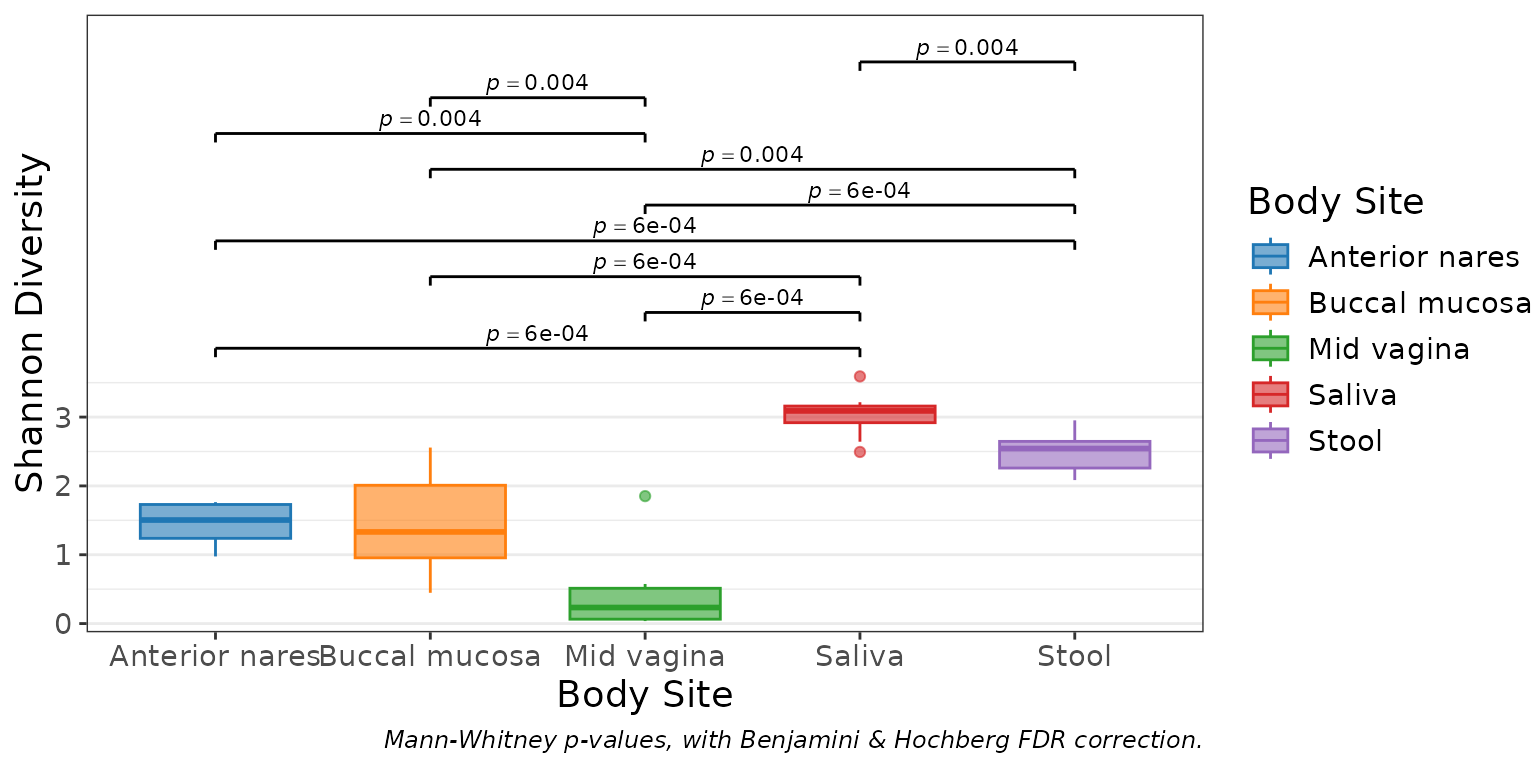 p = 0.004
p = 0.004
p = 0.004
p = 0.004
p = 6e-04
p = 6e-04
p = 6e-04
p = 6e-04
p = 6e-04
Shannon Diversity
3
2
1
0
Anterior nares Buccal mucosa Mid vagina Saliva Stool
Body Site
Mann-Whitney p-values, with Benjamini & Hochberg FDR correction.
Body Site
Anterior nares
Buccal mucosa
Mid vagina
Saliva
Stool